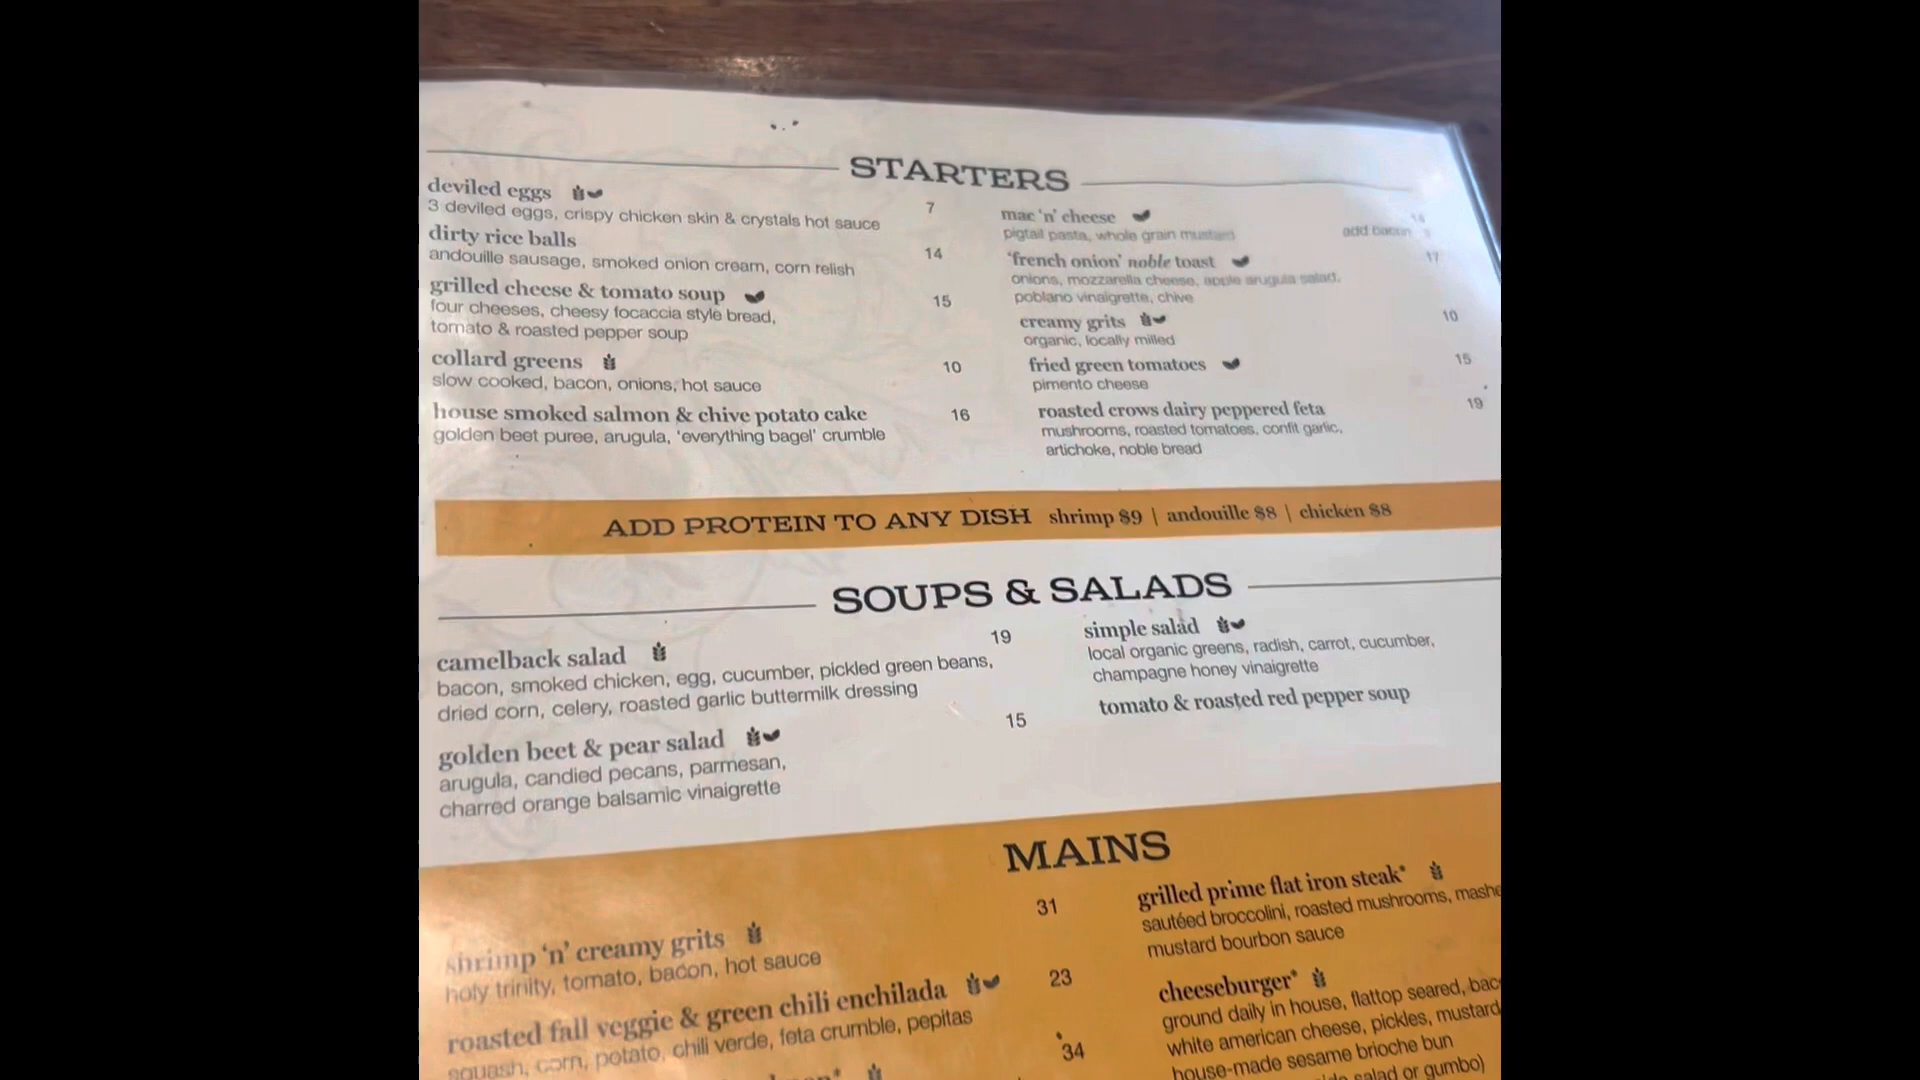 STARTERS
deviled eggs
3 deviled eggs, crispy chicken skin & crystals hot sauce 7
dirty rice balls
andouille sausage, smoked onion cream, corn relish 14
grilled cheese & tomato soup
four cheeses, cheesy focaccia style bread, 15
tomato & roasted pepper soup
collard greens
slow cooked, bacon, onions, hot sauce 10
house smoked salmon & chive potato cake 16
golden beet puree, arugula, 'everything bagel' crumble
mac 'n' cheese 14
pigtail pasta, whole grain mustard add bacon
'french onion' noble toast 17
onions, mozzarella cheese, apple arugula salad,
poblano vinaigrette, chive
creamy grits 10
organic, locally milled
fried green tomatoes 15
pimento cheese
roasted crows dairy peppered feta 19
mushrooms, roasted tomatoes, confit garlic,
artichoke, noble bread
ADD PROTEIN TO ANY DISH shrimp $9 | andouille $8 | chicken $8
SOUPS & SALADS
camelback salad 19
bacon, smoked chicken, egg, cucumber, pickled green beans,
dried corn, celery, roasted garlic buttermilk dressing
golden beet & pear salad 15
arugula, candied pecans, parmesan,
charred orange balsamic vinaigrette
simple salad
local organic greens, radish, carrot, cucumber,
champagne honey vinaigrette
tomato & roasted red pepper soup
MAINS
shrimp 'n' creamy grits 31
holy trinity, tomato, bacon, hot sauce
roasted fall veggie & green chili enchilada 23
squash, corn, potato, chili verde, feta crumble, pepitas
34
grilled prime flat iron steak*
sautéed broccolini, roasted mushrooms, mashe
mustard bourbon sauce
cheeseburger*
ground daily in house, flattop seared, bac
white american cheese, pickles, mustard
house-made sesame brioche bun
salad or gumbo)